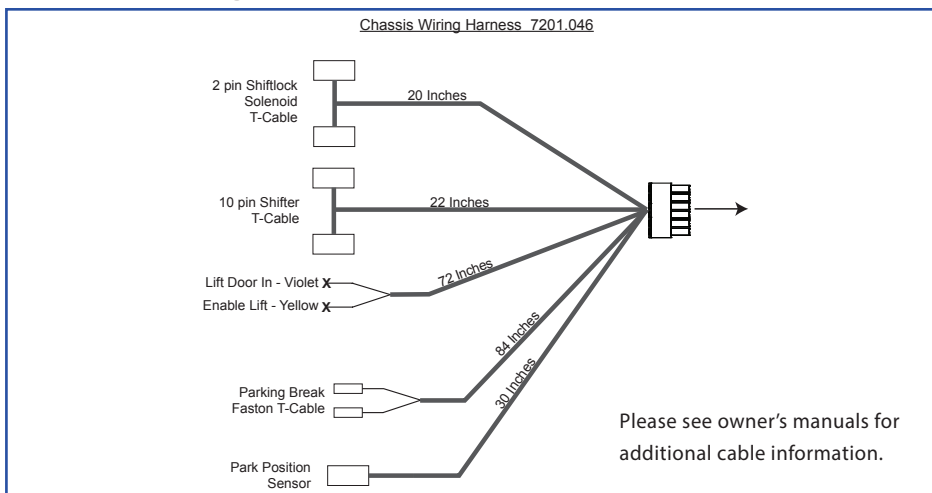 Chassis Wiring Harness  7201.046
2 pin Shiftlock
Solenoid
T-Cable
20 Inches
10 pin Shifter
T-Cable
22 Inches
72 Inches
Lift Door In - Violet X
Enable Lift - Yellow X
84 Inches
Parking Break
Faston T-Cable
30 Inches
Park Position
Sensor
Please see owner's manuals for
additional cable information.